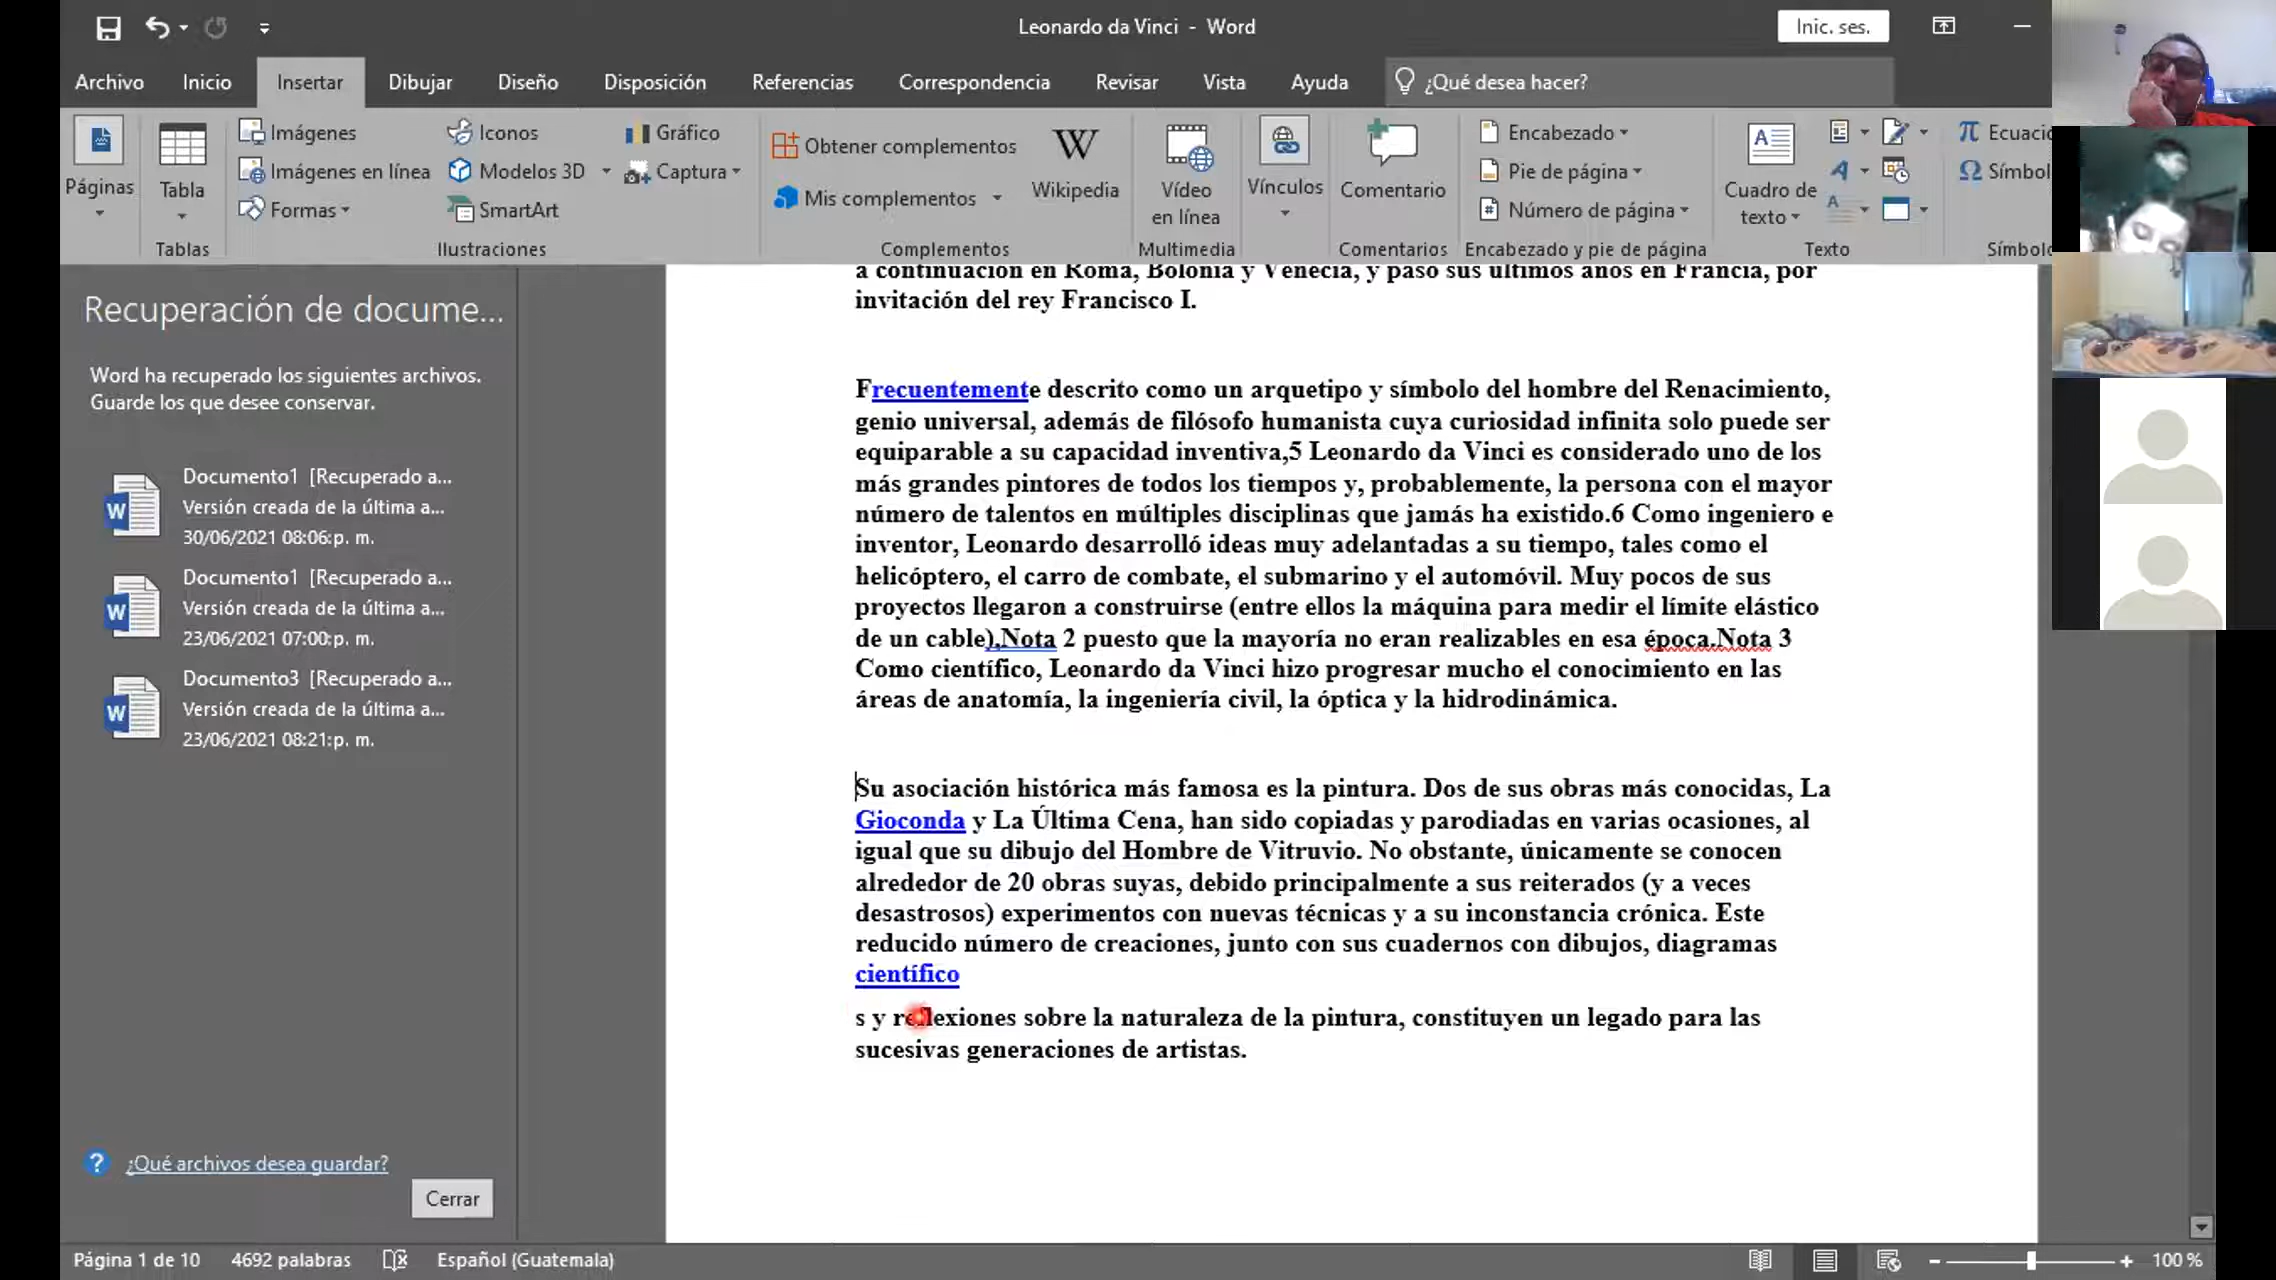 Leonardo da Vinci - Word
Inic. ses.
Archivo Inicio Insertar Dibujar Diseño Disposición Referencias Correspondencia Revisar Vista Ayuda ¿Qué desea hacer?
Páginas
Tabla
Tablas
Imágenes
Imágenes en línea
Formas
Iconos
Modelos 3D
SmartArt
Gráfico
Captura
Ilustraciones
Obtener complementos
Mis complementos
W
Wikipedia
Complementos
Vídeo
en línea
Multimedia
Vínculos
Comentario
Comentarios
Encabezado
Pie de página
Número de página
Encabezado y pie de página
Cuadro de
texto
Texto
Ecuació
Símbol
Símbolo
Recuperación de docume...
Word ha recuperado los siguientes archivos.
Guarde los que desee conservar.
Documento1 [Recuperado a...
Versión creada de la última a...
30/06/2021 08:06:p. m.
Documento1 [Recuperado a...
Versión creada de la última a...
23/06/2021 07:00:p. m.
Documento3 [Recuperado a...
Versión creada de la última a...
23/06/2021 08:21:p. m.
¿Qué archivos desea guardar?
Cerrar
a continuación en Roma, Bolonia y Venecia, y pasó sus últimos años en Francia, por
invitación del rey Francisco I.
Frecuentemente descrito como un arquetipo y símbolo del hombre del Renacimiento,
genio universal, además de filósofo humanista cuya curiosidad infinita solo puede ser
equiparable a su capacidad inventiva,5 Leonardo da Vinci es considerado uno de los
más grandes pintores de todos los tiempos y, probablemente, la persona con el mayor
número de talentos en múltiples disciplinas que jamás ha existido.6 Como ingeniero e
inventor, Leonardo desarrolló ideas muy adelantadas a su tiempo, tales como el
helicóptero, el carro de combate, el submarino y el automóvil. Muy pocos de sus
proyectos llegaron a construirse (entre ellos la máquina para medir el límite elástico
de un cable),Nota 2 puesto que la mayoría no eran realizables en esa época.Nota 3
Como científico, Leonardo da Vinci hizo progresar mucho el conocimiento en las
áreas de anatomía, la ingeniería civil, la óptica y la hidrodinámica.
Su asociación histórica más famosa es la pintura. Dos de sus obras más conocidas, La
Gioconda y La Última Cena, han sido copiadas y parodiadas en varias ocasiones, al
igual que su dibujo del Hombre de Vitruvio. No obstante, únicamente se conocen
alrededor de 20 obras suyas, debido principalmente a sus reiterados (y a veces
desastrosos) experimentos con nuevas técnicas y a su inconstancia crónica. Este
reducido número de creaciones, junto con sus cuadernos con dibujos, diagramas
científico
s y reflexiones sobre la naturaleza de la pintura, constituyen un legado para las
sucesivas generaciones de artistas.
Página 1 de 10 4692 palabras Español (Guatemala) 100 %